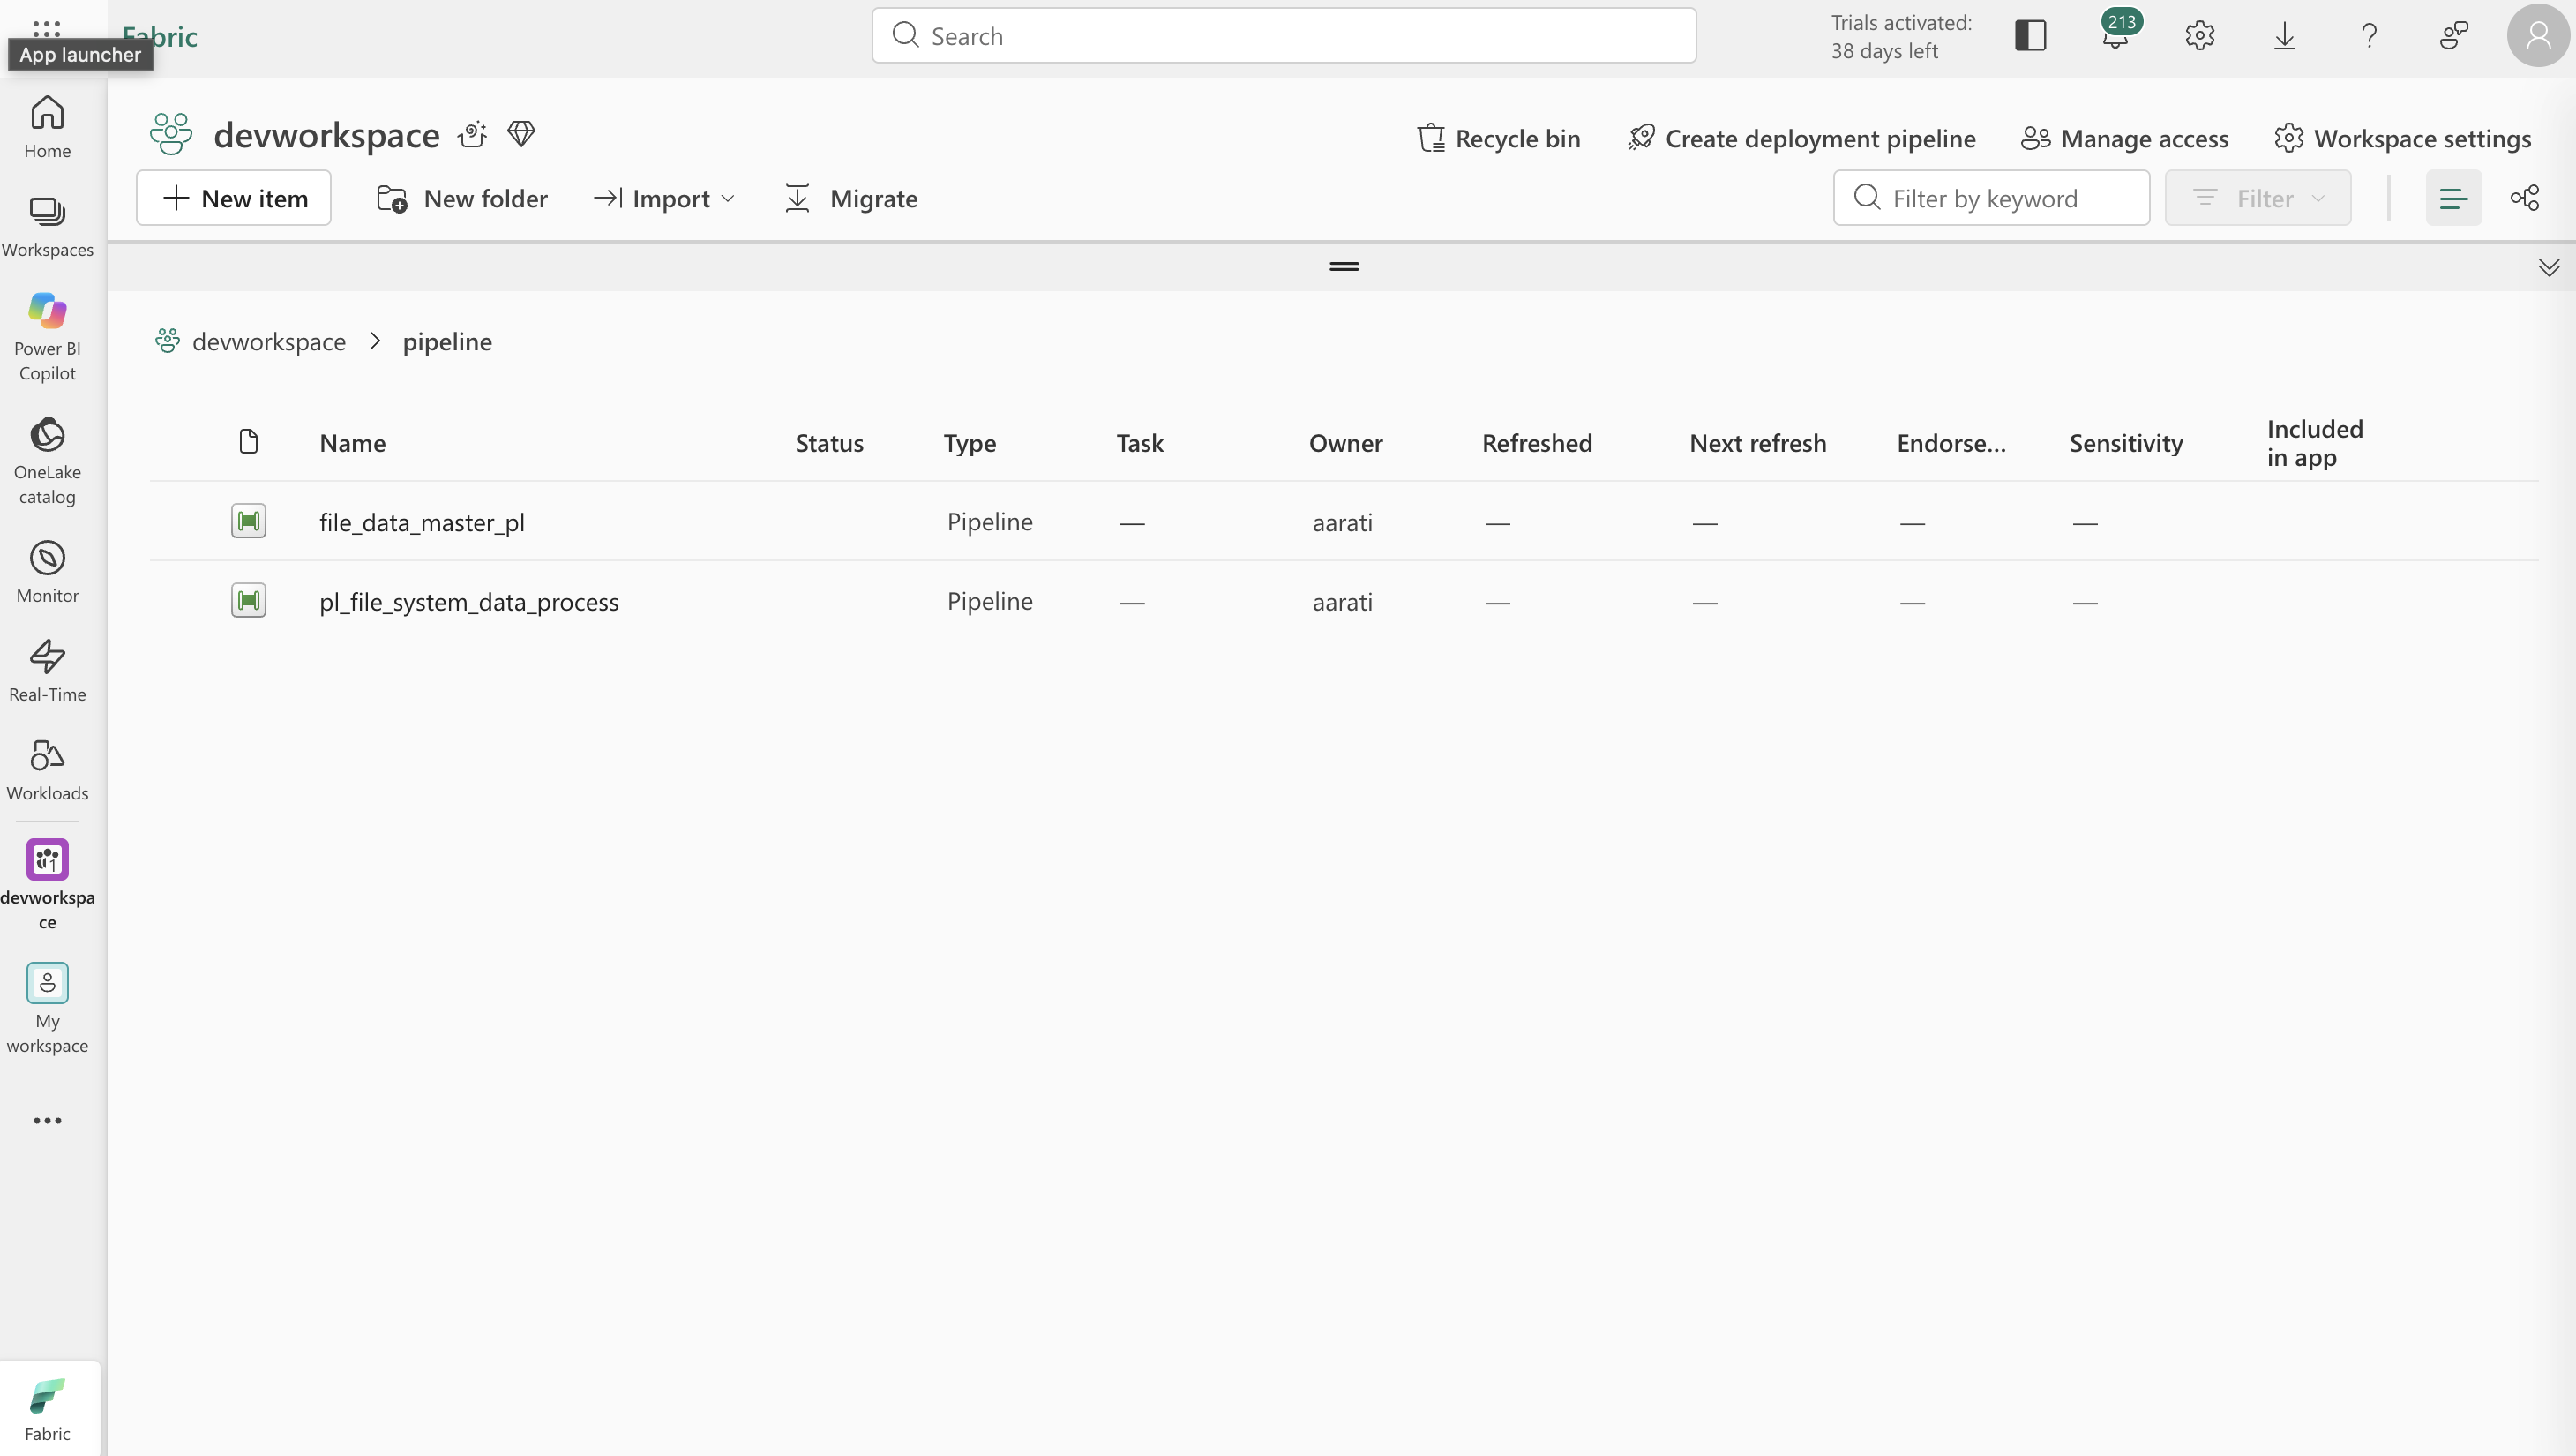 Fabric
App launcher
Search
Trials activated:
38 days left
213
Home
Workspaces
Power BI
Copilot
OneLake
catalog
Monitor
Real-Time
Workloads
1
devworkspa
ce
My
workspace
Fabric
devworkspace
Recycle bin
Create deployment pipeline
Manage access
Workspace settings
New item
New folder
Import
Migrate
Filter by keyword
Filter
devworkspace > pipeline
Name Status Type Task Owner Refreshed Next refresh Endorse... Sensitivity Included
in app
file_data_master_pl Pipeline — aarati — — — —
pl_file_system_data_process Pipeline — aarati — — — —